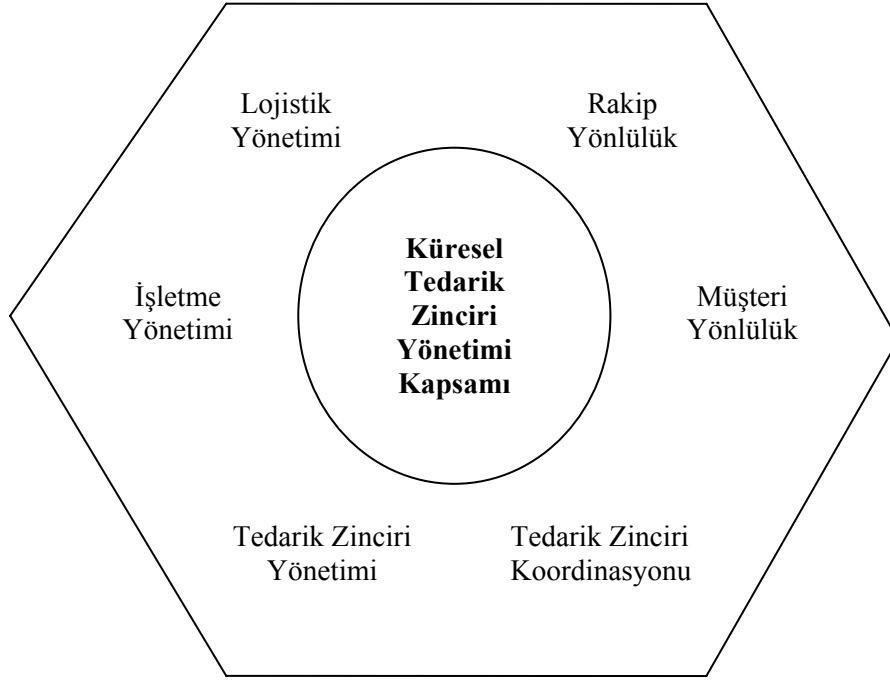 Lojistik
Yönetimi
Rakip
Yönlülük
Küresel
Tedarik
Zinciri
Yönetimi
Kapsamı
İşletme
Yönetimi
Müşteri
Yönlülük
Tedarik Zinciri
Yönetimi
Tedarik Zinciri
Koordinasyonu